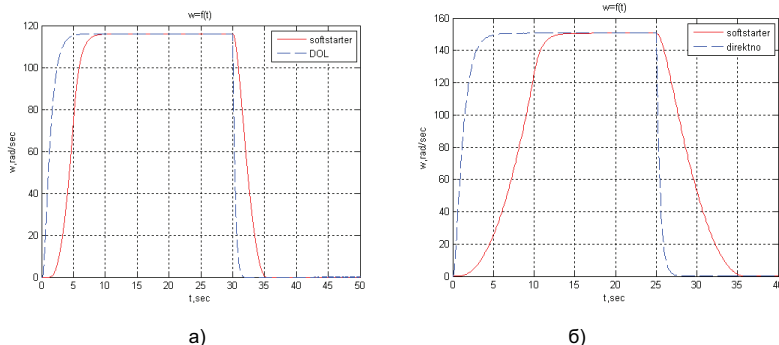 w=f(t)
120
100
80
60
40
20
0
w,rad/sec
softstarter
DOL
0 5 10 15 20 25 30 35 40 45 50
t,sec
а)
w=f(t)
160
140
120
100
80
60
40
20
0
w,rad/sec
softstarter
direktno
0 5 10 15 20 25 30 35 40
t,sec
б)